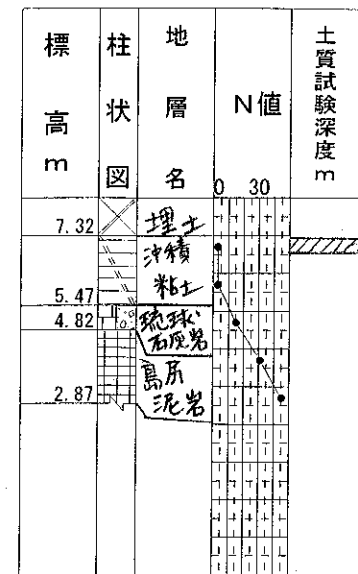 標高m
柱状図
地層名
N値
0 30
土質試験深度m
7.32
埋土
沖積
粘土
5.47
琉球
石灰岩
4.82
島尻
泥岩
2.87